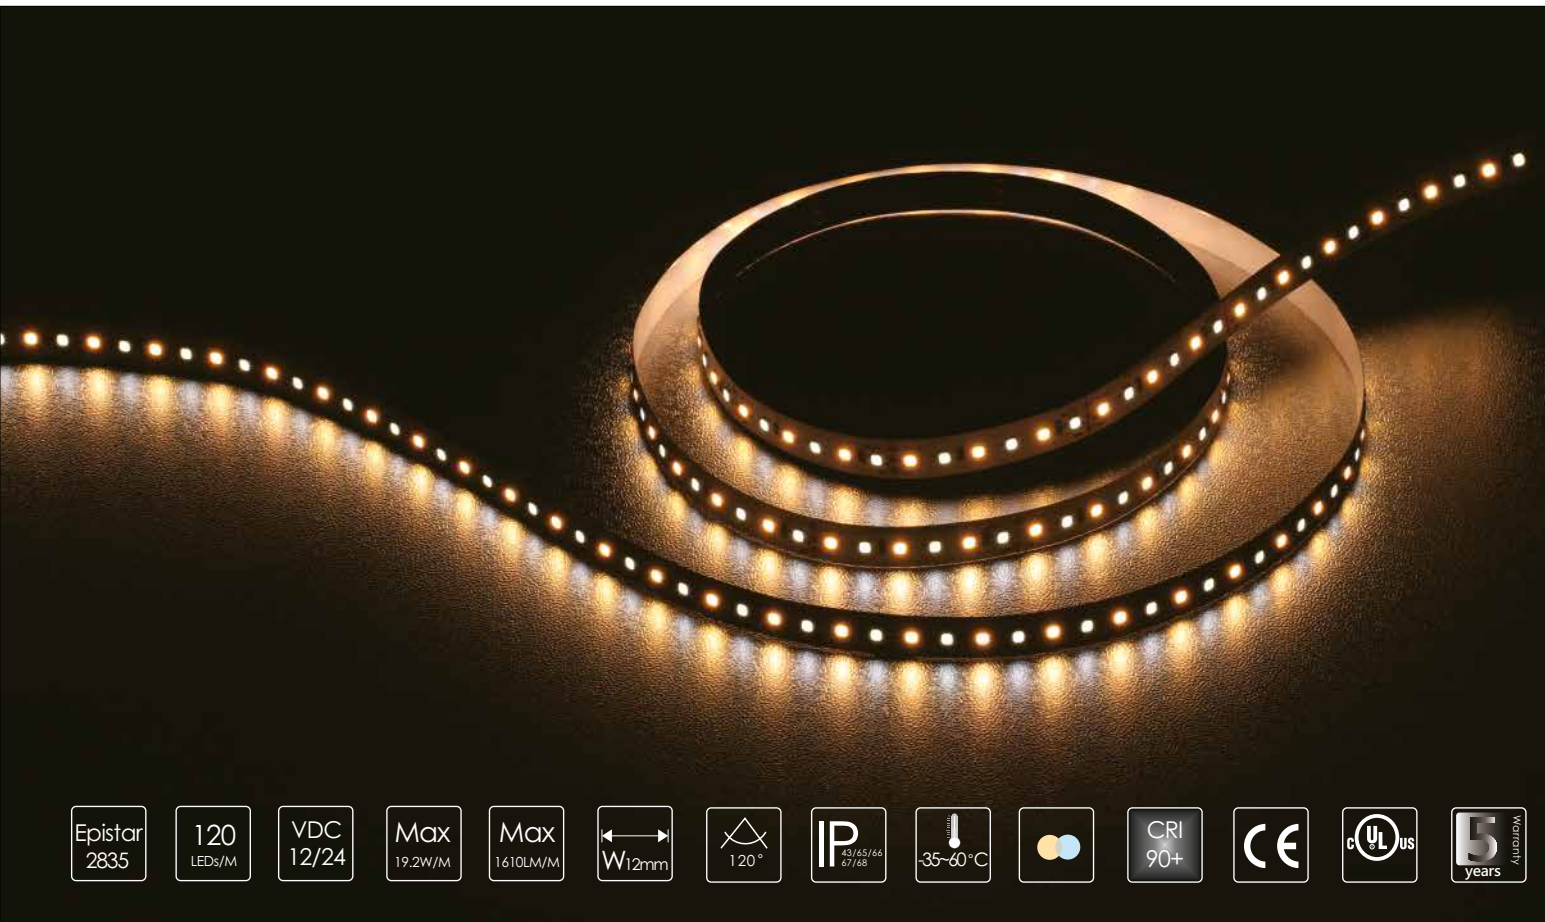 Epistar
2835
120
LEDs/M
VDC
12/24
Max
19.2W/M
Max
1610LM/M
W12mm
120°
IP
43/65/66
67/68
-35~60°C
CRI
90+
CE
c UL us
5
years
Warranty